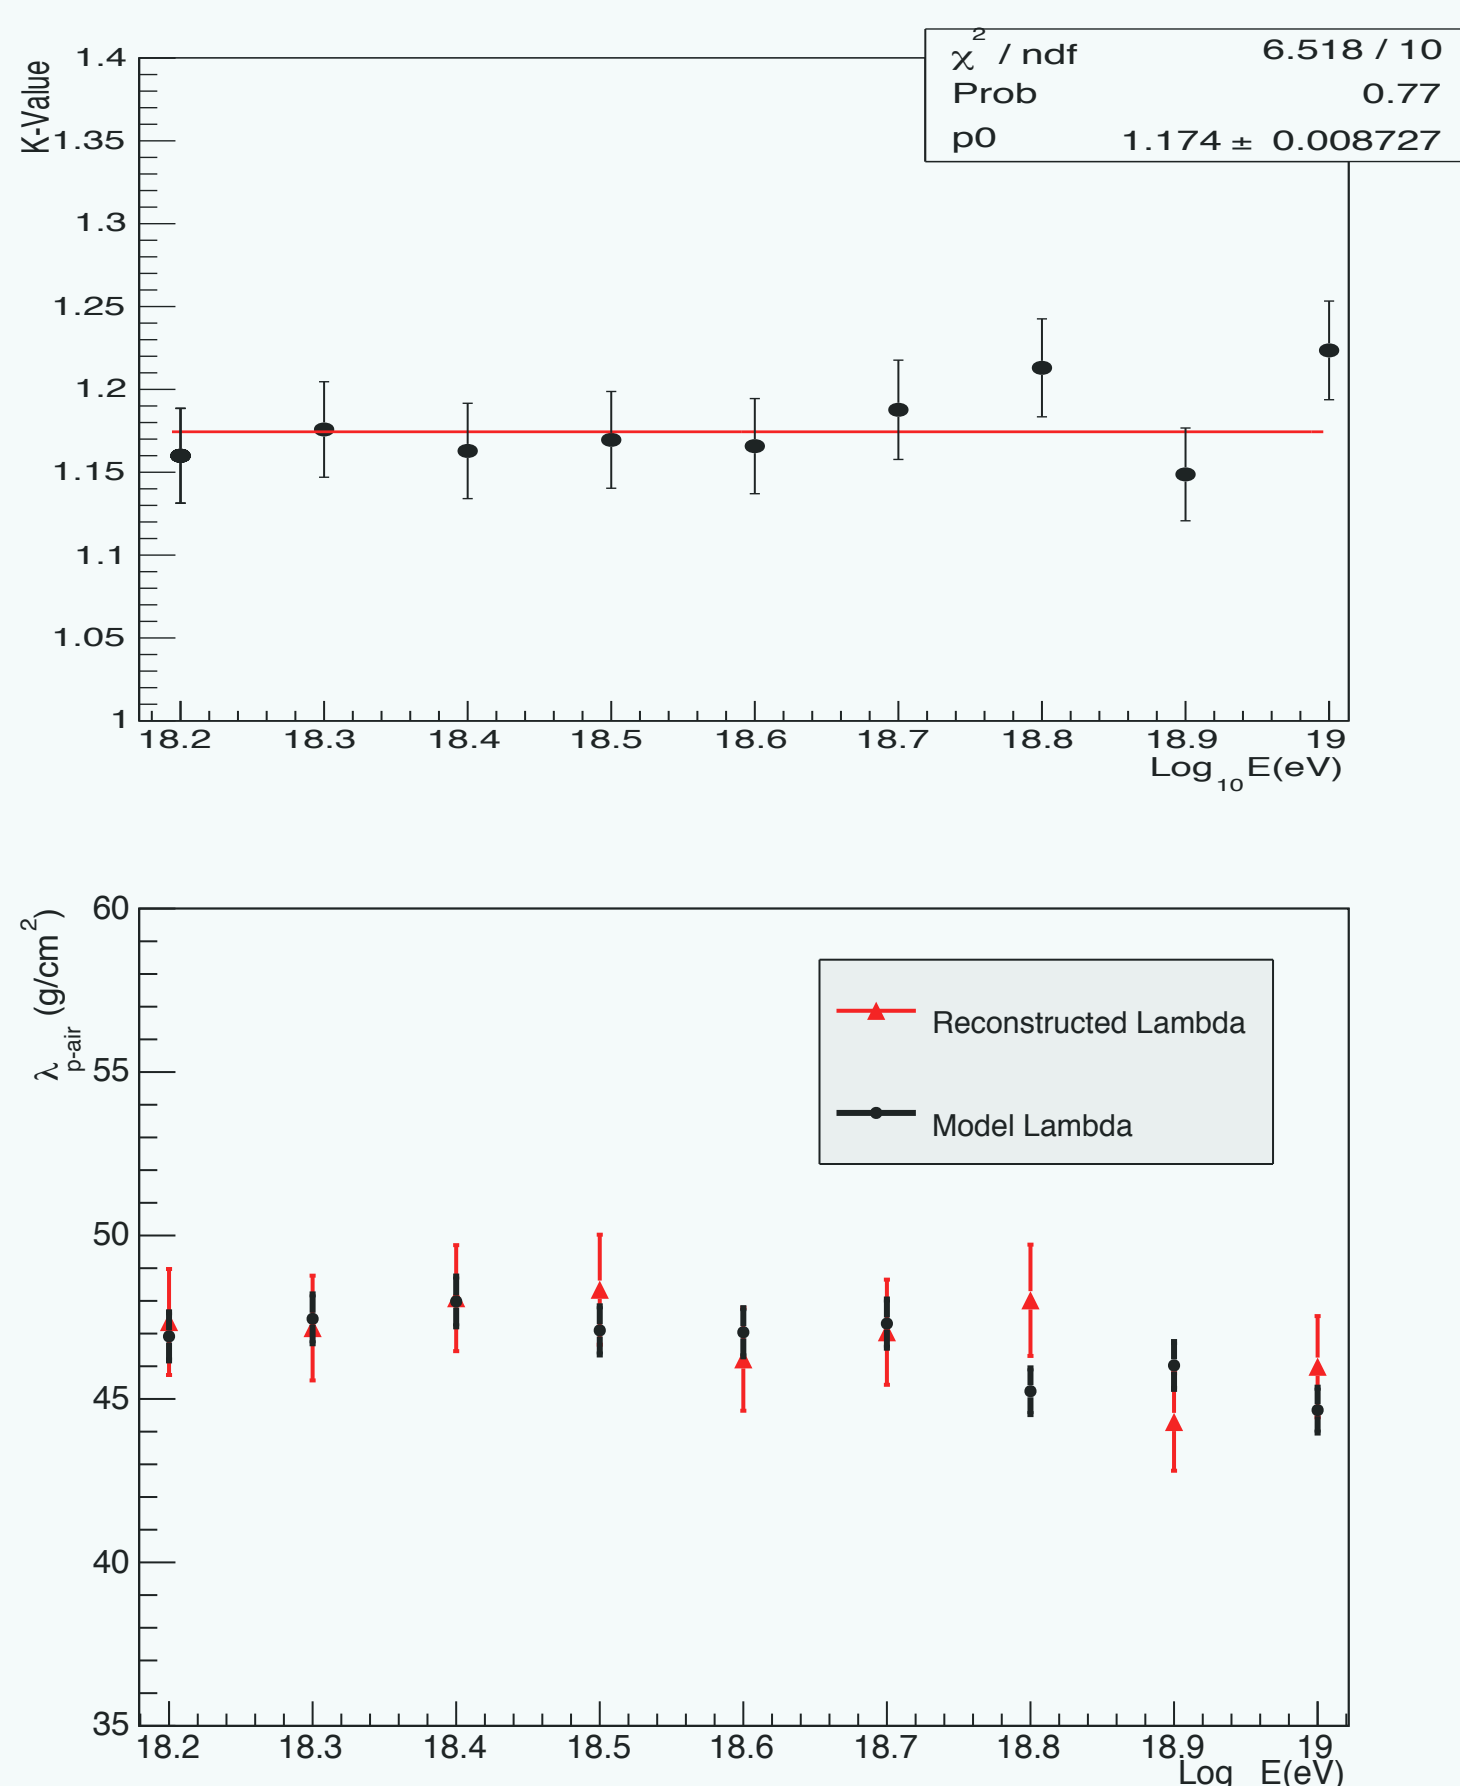 χ² / ndf 6.518 / 10
Prob 0.77
p0 1.174 ± 0.008727
K-Value
1.4
1.35
1.3
1.25
1.2
1.15
1.1
1.05
1
18.2 18.3 18.4 18.5 18.6 18.7 18.8 18.9 19
Log₁₀E(eV)
λp-air (g/cm²)
60
55
50
45
40
35
Reconstructed Lambda
Model Lambda
18.2 18.3 18.4 18.5 18.6 18.7 18.8 18.9 19
Log E(eV)